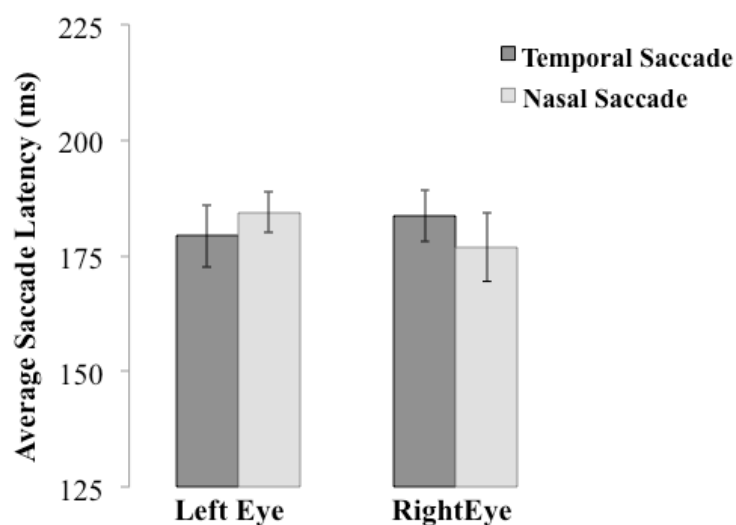 225
Temporal Saccade
Nasal Saccade
200
175
150
125
Average Saccade Latency (ms)
Left Eye
RightEye